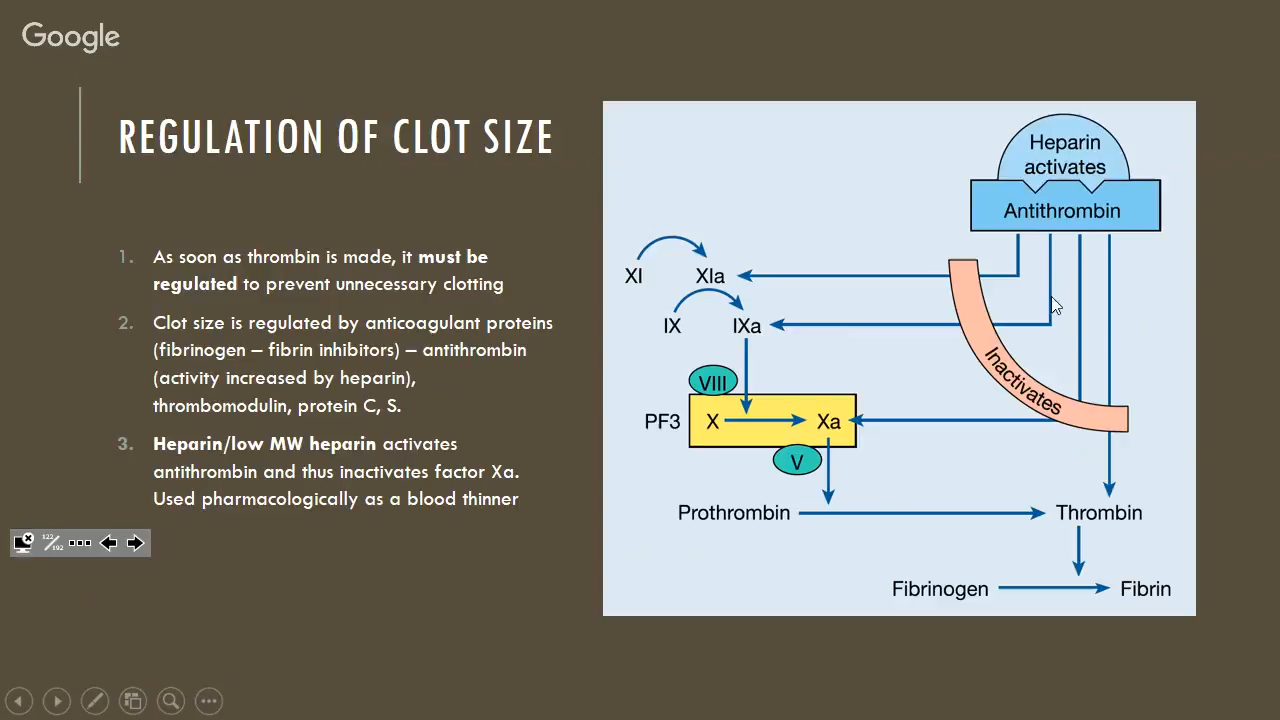 Google
REGULATION OF CLOT SIZE
1. As soon as thrombin is made, it must be
regulated to prevent unnecessary clotting
2. Clot size is regulated by anticoagulant proteins
(fibrinogen – fibrin inhibitors) – antithrombin
(activity increased by heparin),
thrombomodulin, protein C, S.
3. Heparin/low MW heparin activates
antithrombin and thus inactivates factor Xa.
Used pharmacologically as a blood thinner
122/192
Heparin
activates
Antithrombin
XI XIa
IX IXa
Inactivates
VIII
PF3 X Xa
V
Prothrombin Thrombin
Fibrinogen Fibrin